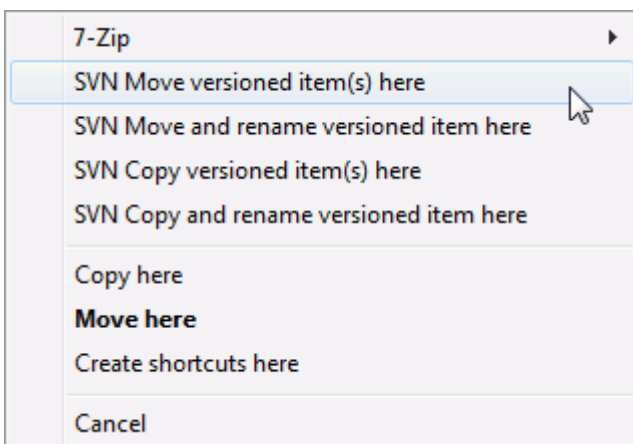 7-Zip
SVN Move versioned item(s) here
SVN Move and rename versioned item here
SVN Copy versioned item(s) here
SVN Copy and rename versioned item here
Copy here
Move here
Create shortcuts here
Cancel